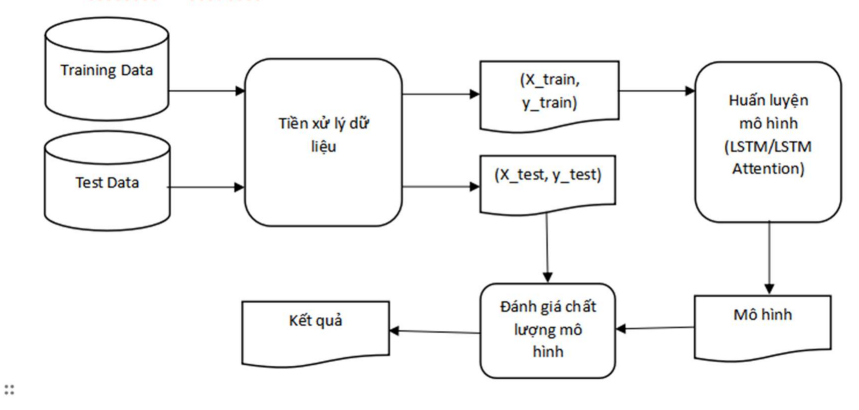 Training Data
Tiền xử lý dữ
liệu
(X_train,
y_train)
Huấn luyện
mô hình
(LSTM/LSTM
Attention)
Test Data
(X_test, y_test)
Kết quả
Đánh giá chất
lượng mô
hình
Mô hình